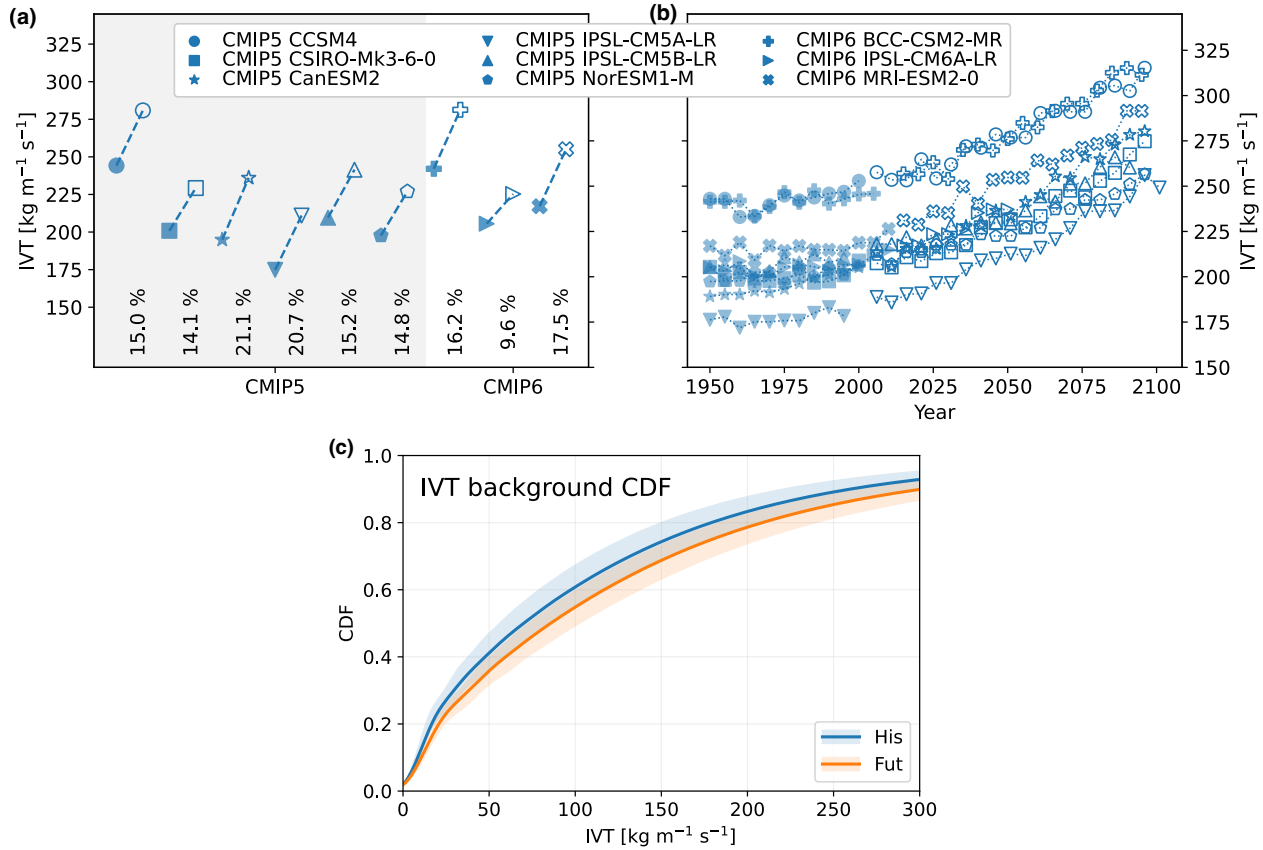 (a)
(b)
CMIP5 CCSM4
CMIP5 CSIRO-Mk3-6-0
CMIP5 CanESM2
CMIP5 IPSL-CM5A-LR
CMIP5 IPSL-CM5B-LR
CMIP5 NorESM1-M
CMIP6 BCC-CSM2-MR
CMIP6 IPSL-CM6A-LR
CMIP6 MRI-ESM2-0
IVT [kg m⁻¹ s⁻¹]
325
300
275
250
225
200
175
150
15.0 %
14.1 %
21.1 %
20.7 %
15.2 %
14.8 %
16.2 %
9.6 %
17.5 %
CMIP5
CMIP6
325
300
275
250
225
200
175
150
IVT [kg m⁻¹ s⁻¹]
1950
1975
2000
2025
2050
2075
2100
Year
(c)
IVT background CDF
CDF
1.0
0.8
0.6
0.4
0.2
0.0
His
Fut
0
50
100
150
200
250
300
IVT [kg m⁻¹ s⁻¹]